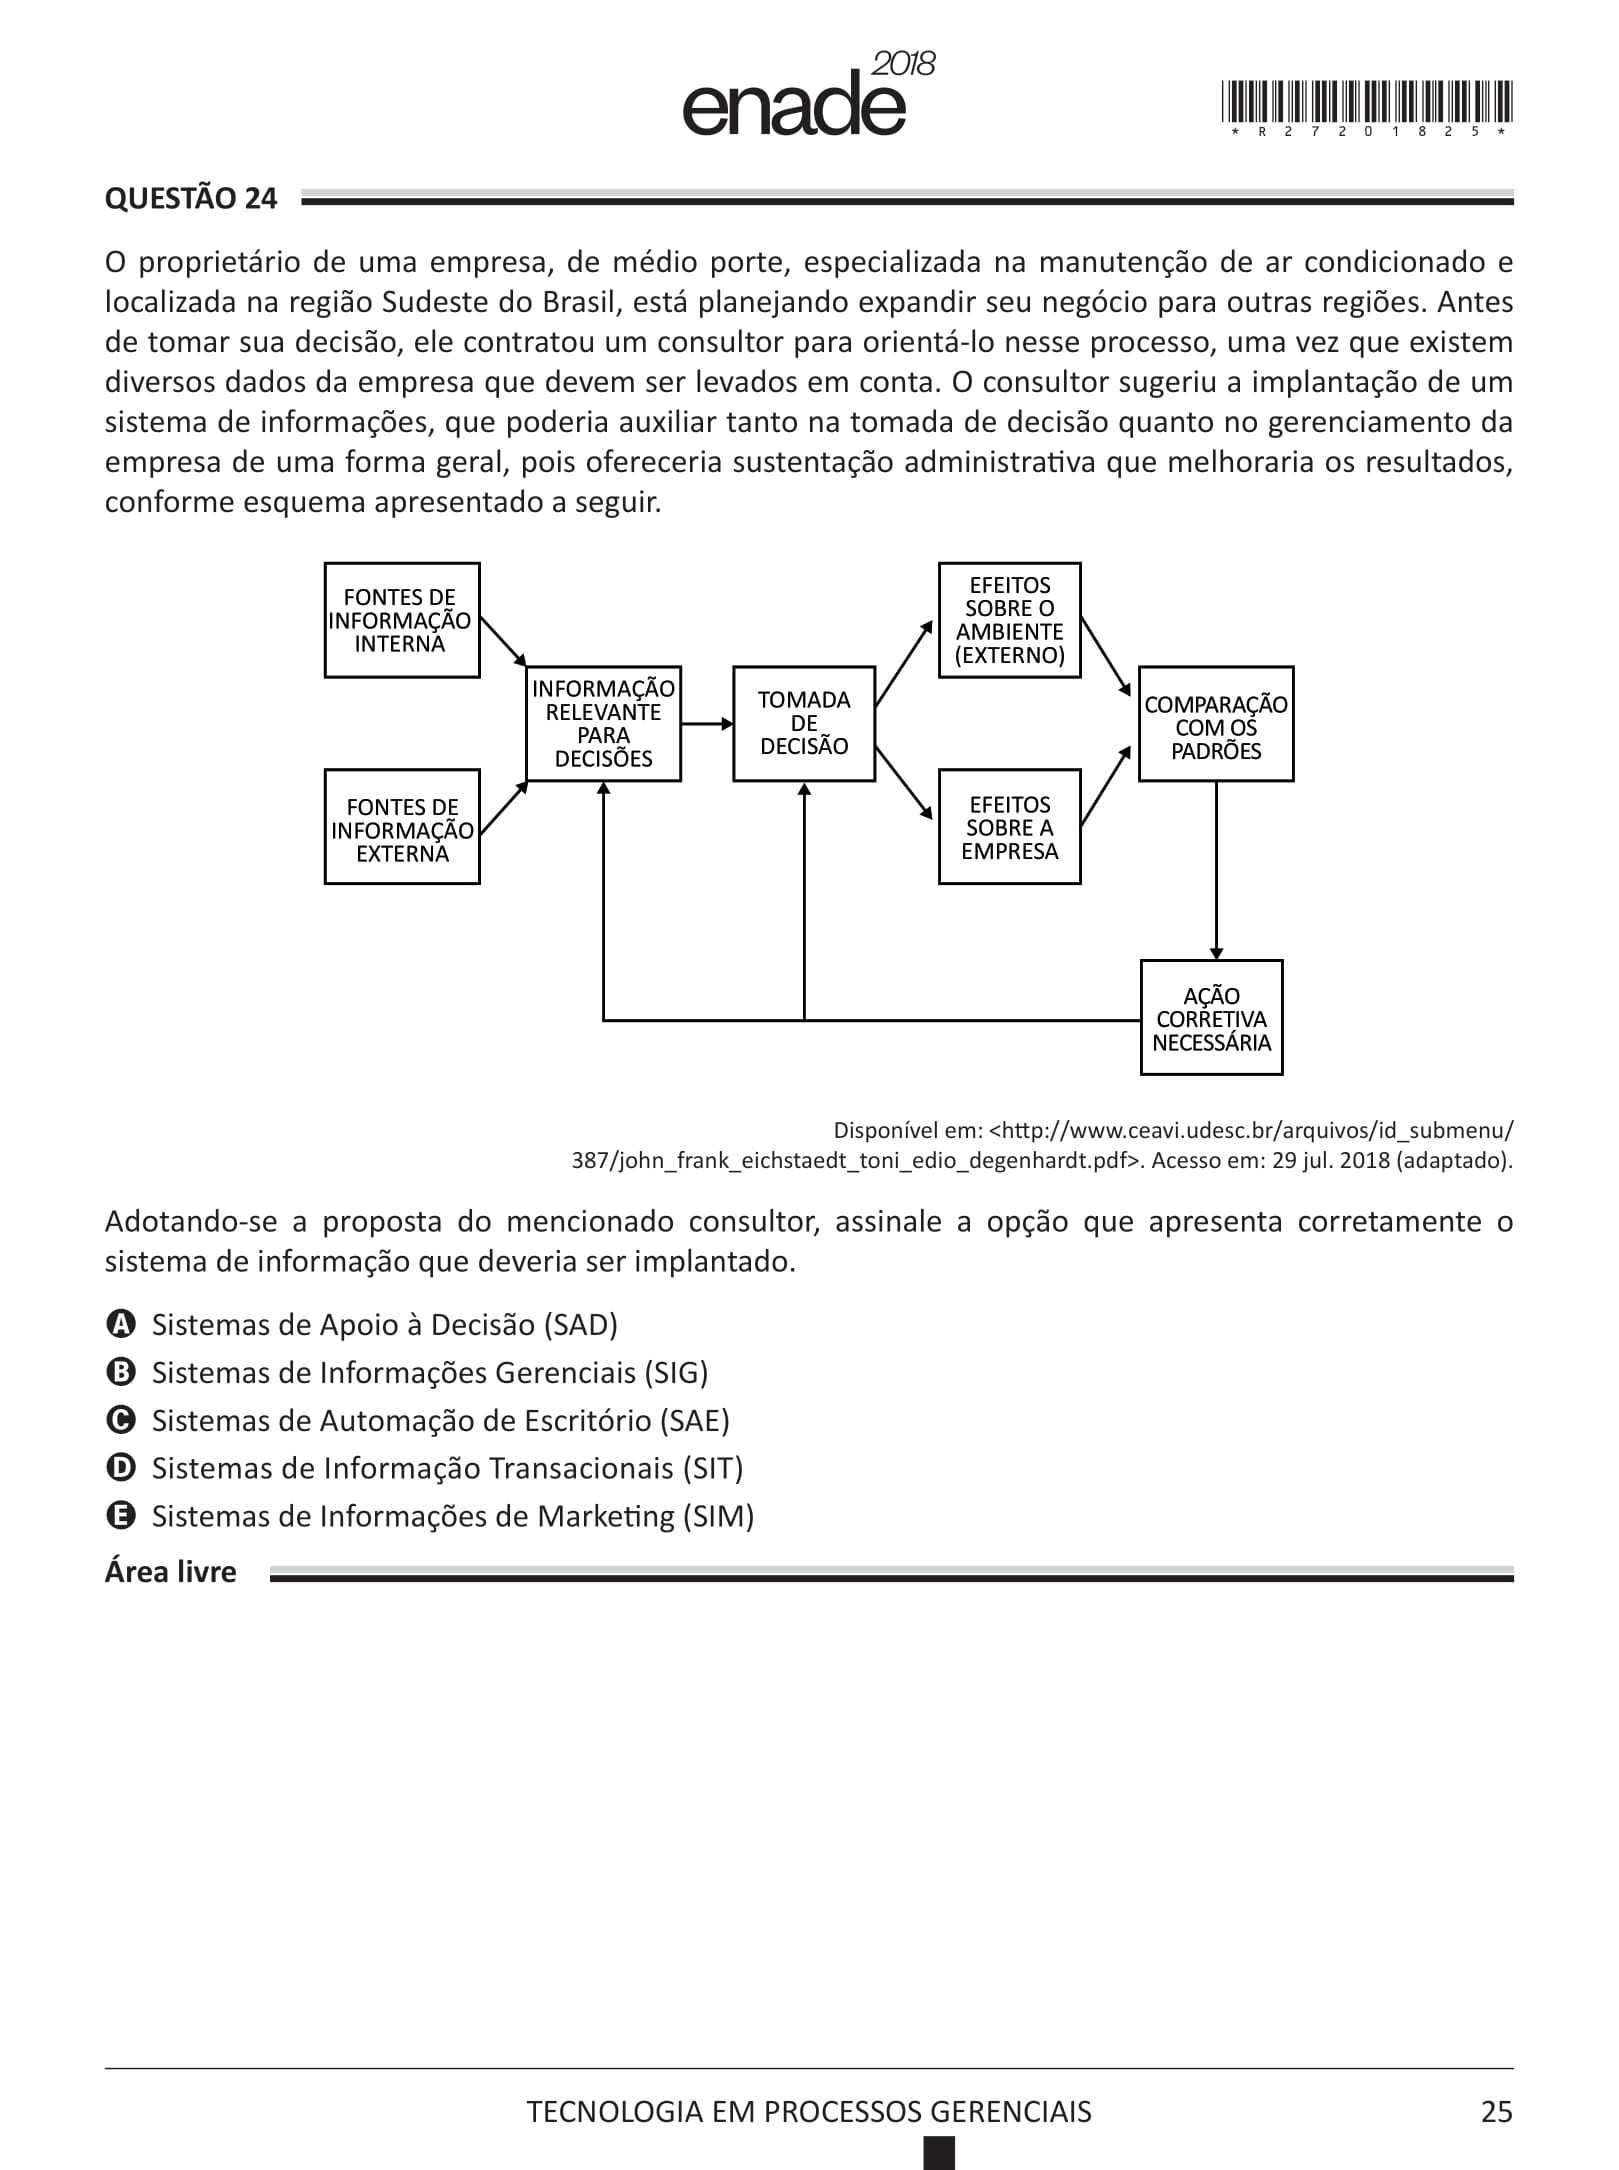 enade 2018
*R27201825*
QUESTÃO 24
O proprietário de uma empresa, de médio porte, especializada na manutenção de ar condicionado e
localizada na região Sudeste do Brasil, está planejando expandir seu negócio para outras regiões. Antes
de tomar sua decisão, ele contratou um consultor para orientá-lo nesse processo, uma vez que existem
diversos dados da empresa que devem ser levados em conta. O consultor sugeriu a implantação de um
sistema de informações, que poderia auxiliar tanto na tomada de decisão quanto no gerenciamento da
empresa de uma forma geral, pois ofereceria sustentação administrativa que melhoraria os resultados,
conforme esquema apresentado a seguir.
FONTES DE
INFORMAÇÃO
INTERNA
FONTES DE
INFORMAÇÃO
EXTERNA
INFORMAÇÃO
RELEVANTE
PARA
DECISÕES
TOMADA
DE
DECISÃO
EFEITOS
SOBRE O
AMBIENTE
(EXTERNO)
EFEITOS
SOBRE A
EMPRESA
COMPARAÇÃO
COM OS
PADRÕES
AÇÃO
CORRETIVA
NECESSÁRIA
Disponível em: <http://www.ceavi.udesc.br/arquivos/id_submenu/
387/john_frank_eichstaedt_toni_edio_degenhardt.pdf>. Acesso em: 29 jul. 2018 (adaptado).
Adotando-se a proposta do mencionado consultor, assinale a opção que apresenta corretamente o
sistema de informação que deveria ser implantado.
A Sistemas de Apoio à Decisão (SAD)
B Sistemas de Informações Gerenciais (SIG)
C Sistemas de Automação de Escritório (SAE)
D Sistemas de Informação Transacionais (SIT)
E Sistemas de Informações de Marketing (SIM)
Área livre
TECNOLOGIA EM PROCESSOS GERENCIAIS
25